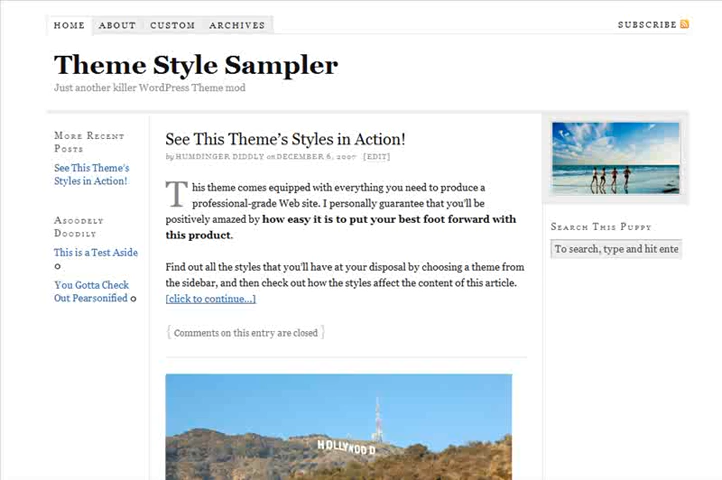 HOME ABOUT CUSTOM ARCHIVES SUBSCRIBE
Theme Style Sampler
Just another killer WordPress Theme mod
More Recent
Posts
See This Theme's
Styles in Action!
Asodely
Doodily
This is a Test Aside
o
You Gotta Check
Out Pearsonified o
See This Theme's Styles in Action!
by HUMDINGER DIDDLY on DECEMBER 6, 2007 [EDIT]
This theme comes equipped with everything you need to produce a
professional-grade Web site. I personally guarantee that you'll be
positively amazed by how easy it is to put your best foot forward with
this product.
Find out all the styles that you'll have at your disposal by choosing a theme from
the sidebar, and then check out how the styles affect the content of this article.
[click to continue...]
{ Comments on this entry are closed }
HOLLYWOOD
Search This Puppy
To search, type and hit ente